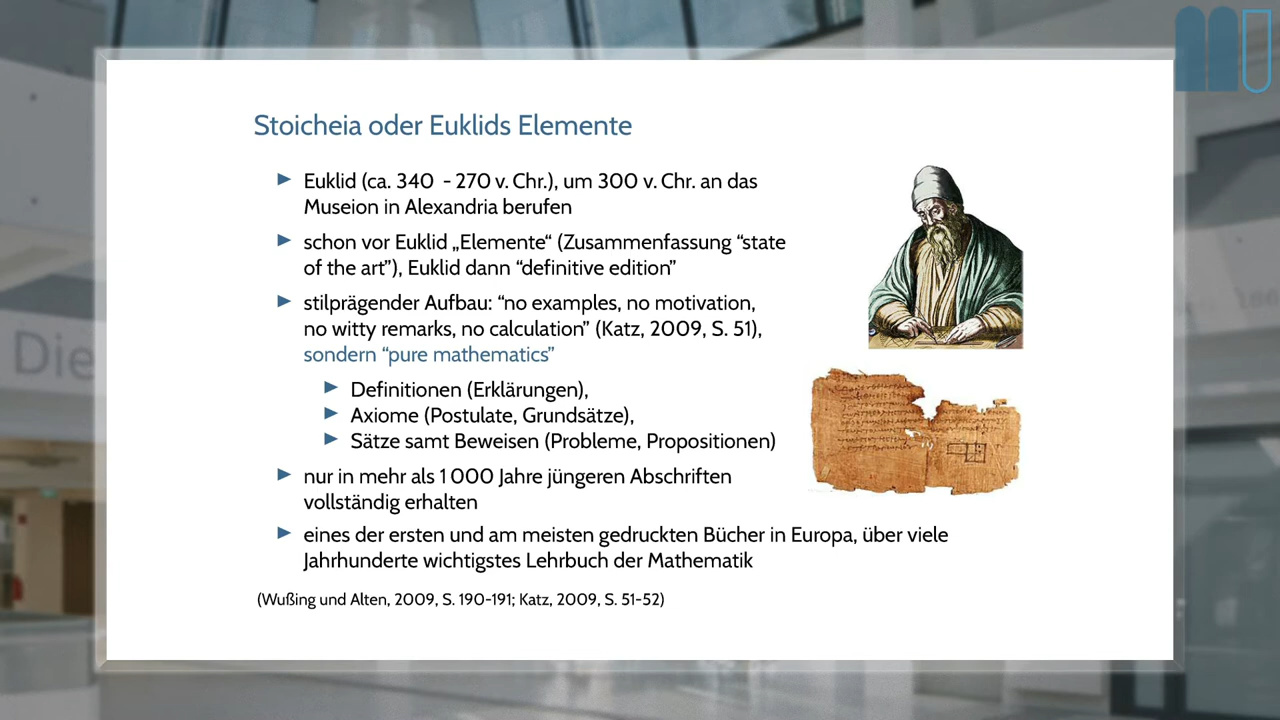 Stoicheia oder Euklids Elemente
Euklid (ca. 340 - 270 v. Chr.), um 300 v. Chr. an das
Museion in Alexandria berufen
schon vor Euklid „Elemente“ (Zusammenfassung “state
of the art”), Euklid dann “definitive edition”
stilprägender Aufbau: “no examples, no motivation,
no witty remarks, no calculation” (Katz, 2009, S. 51),
sondern “pure mathematics”
Definitionen (Erklärungen),
Axiome (Postulate, Grundsätze),
Sätze samt Beweisen (Probleme, Propositionen)
nur in mehr als 1 000 Jahre jüngeren Abschriften
vollständig erhalten
eines der ersten und am meisten gedruckten Bücher in Europa, über viele
Jahrhunderte wichtigstes Lehrbuch der Mathematik
(Wußing und Alten, 2009, S. 190-191; Katz, 2009, S. 51-52)
Die